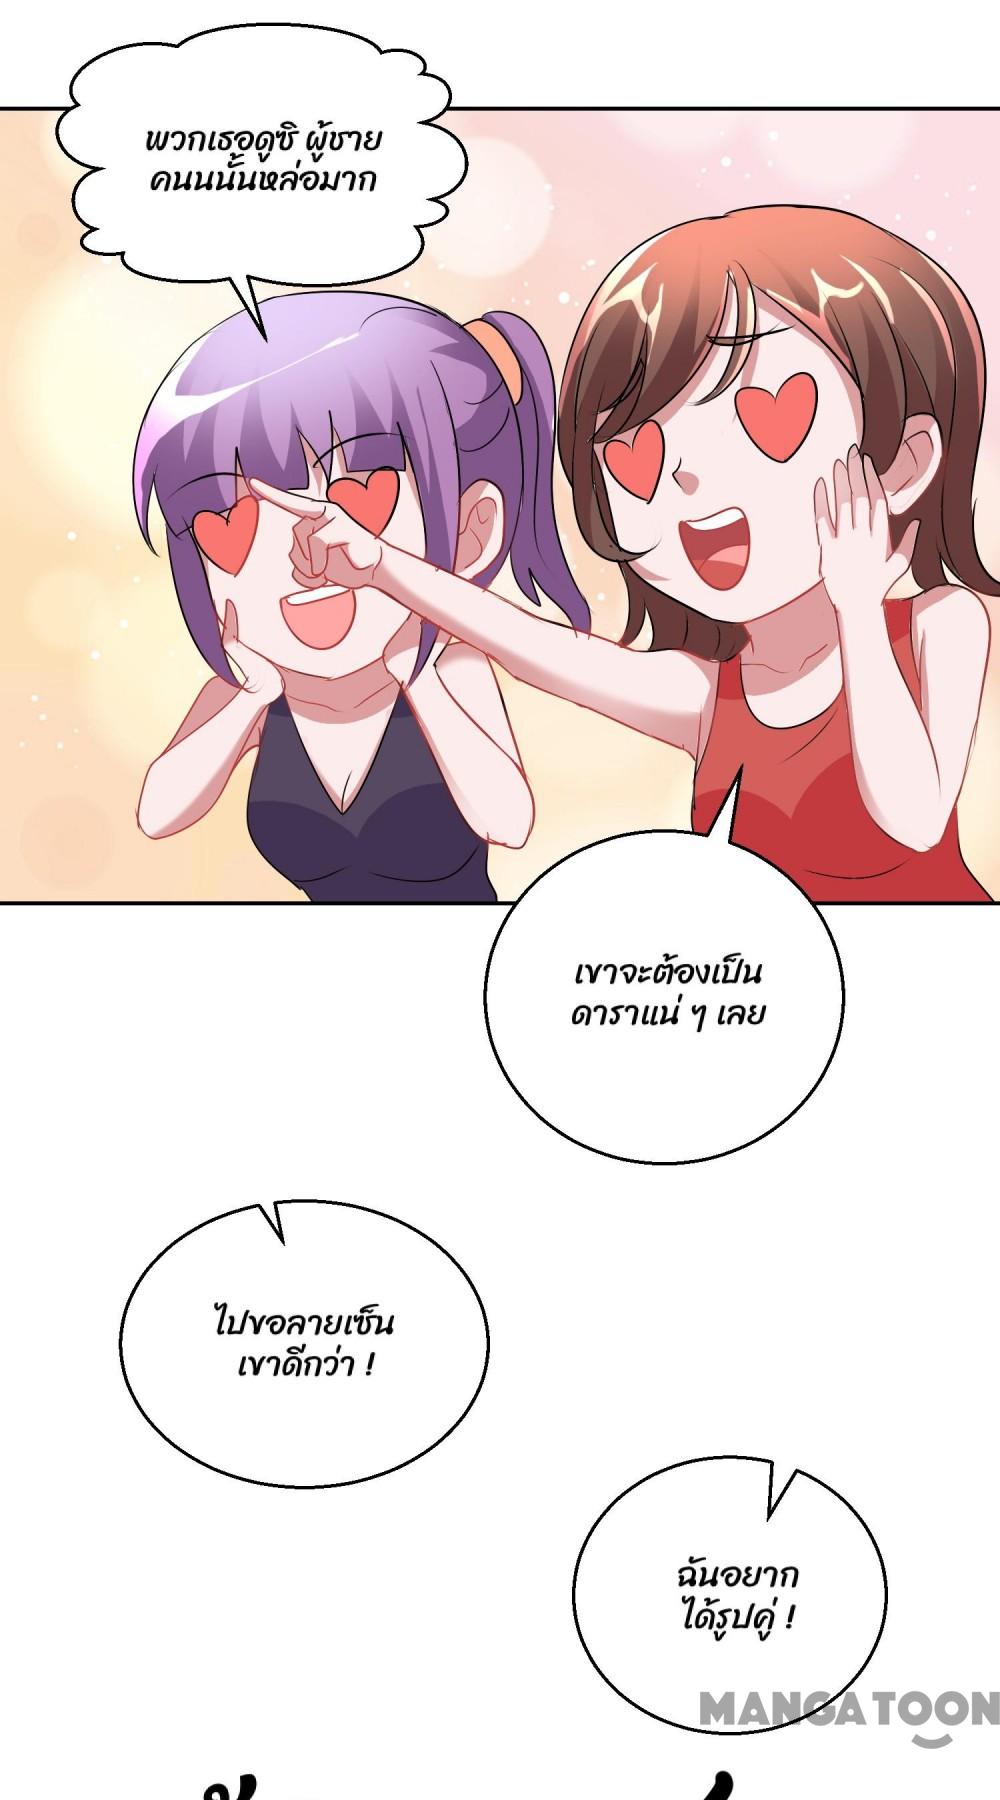 พวกเธอดูซิ ผู้ชาย
คนนนั้นหล่อมาก
เขาจะต้องเป็น
ดาราแน่ ๆ เลย
ไปขอลายเซ็น
เขาดีกว่า !
ฉันอยาก
ได้รูปคู่ !
MANGATOON